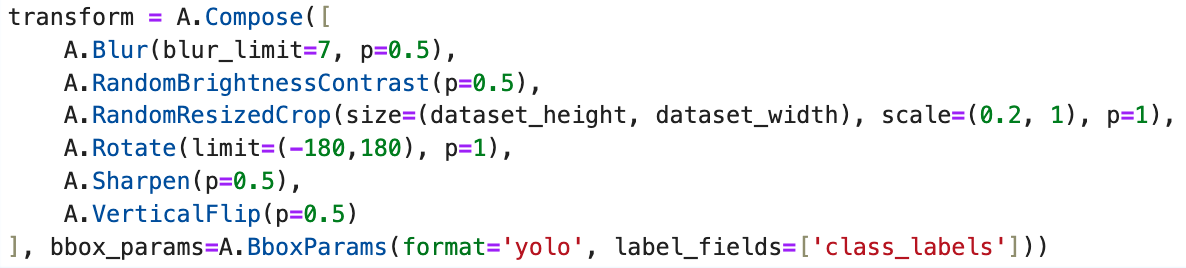 transform = A.Compose([
    A.Blur(blur_limit=7, p=0.5),
    A.RandomBrightnessContrast(p=0.5),
    A.RandomResizedCrop(size=(dataset_height, dataset_width), scale=(0.2, 1), p=1),
    A.Rotate(limit=(-180,180), p=1),
    A.Sharpen(p=0.5),
    A.VerticalFlip(p=0.5)
], bbox_params=A.BboxParams(format='yolo', label_fields=['class_labels']))